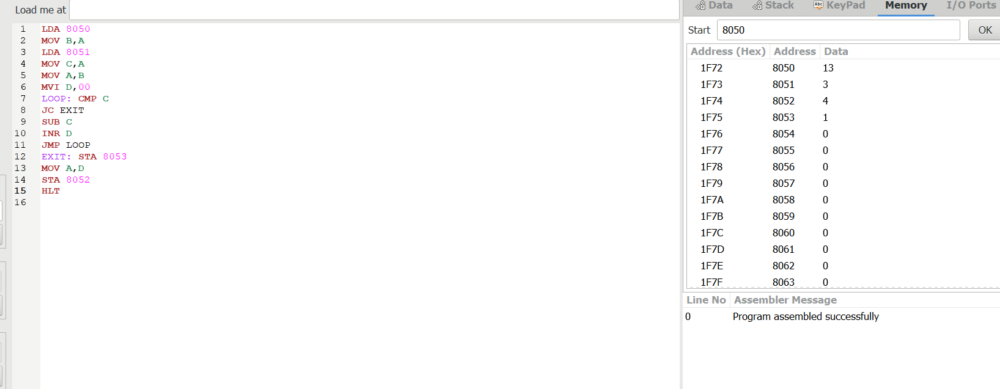 Load me at
1 LDA 8050
2 MOV B,A
3 LDA 8051
4 MOV C,A
5 MOV A,B
6 MVI D,00
7 LOOP: CMP C
8 JC EXIT
9 SUB C
10 INR D
11 JMP LOOP
12 EXIT: STA 8053
13 MOV A,D
14 STA 8052
15 HLT
16
Data Stack Abc KeyPad Memory I/O Ports
Start 8050 OK
Address (Hex) Address Data
1F72 8050 13
1F73 8051 3
1F74 8052 4
1F75 8053 1
1F76 8054 0
1F77 8055 0
1F78 8056 0
1F79 8057 0
1F7A 8058 0
1F7B 8059 0
1F7C 8060 0
1F7D 8061 0
1F7E 8062 0
1F7F 8063 0
Line No Assembler Message
0 Program assembled successfully